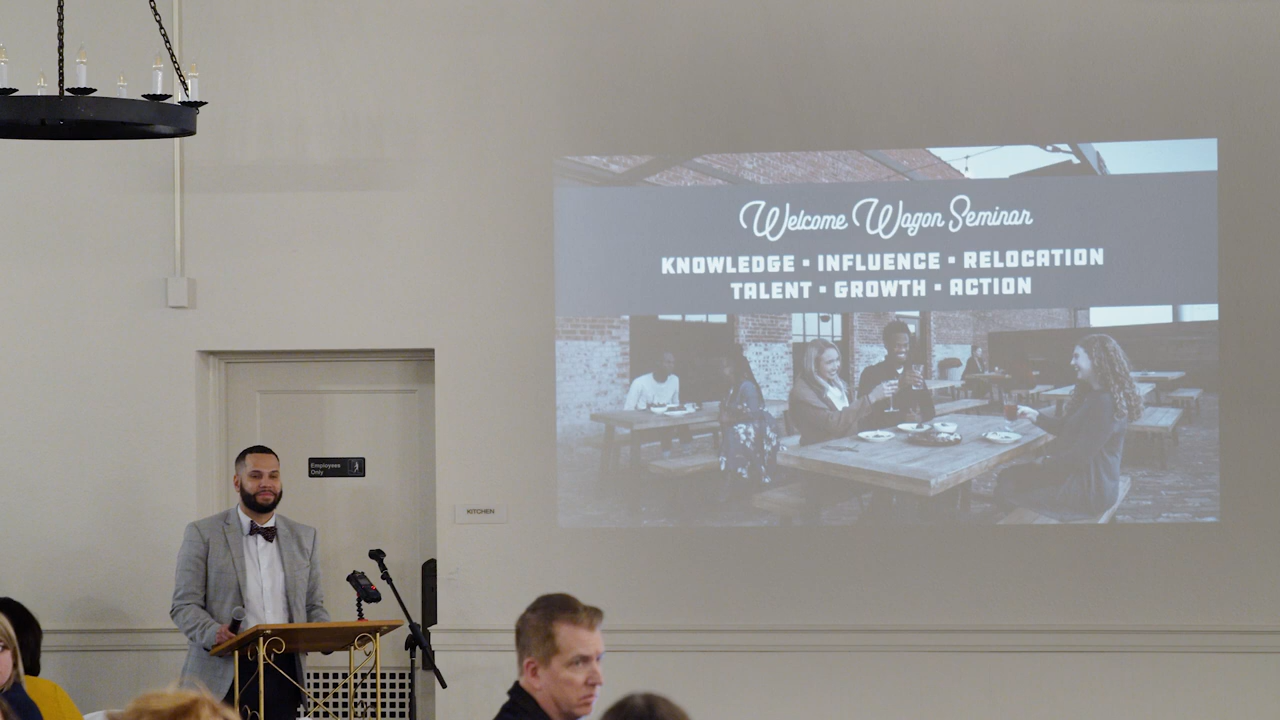 Welcome Wagon Seminar
KNOWLEDGE ▪ INFLUENCE ▪ RELOCATION
TALENT ▪ GROWTH ▪ ACTION
Employees
Only
KITCHEN